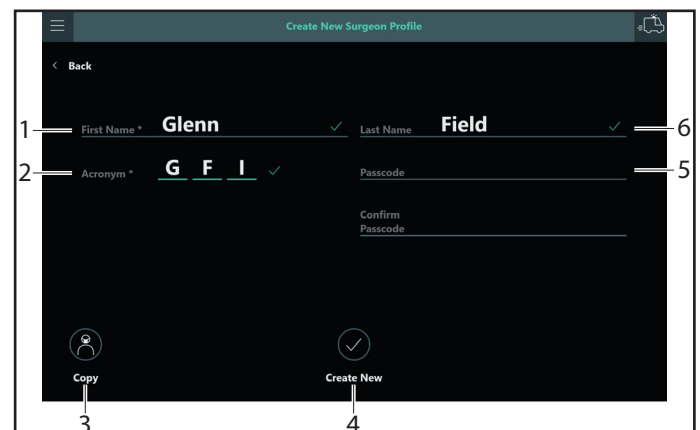 Create New Surgeon Profile
< Back
1 First Name * Glenn Last Name Field 6
2 Acronym * G F I Passcode 5
Confirm
Passcode
Copy Create New
3 4